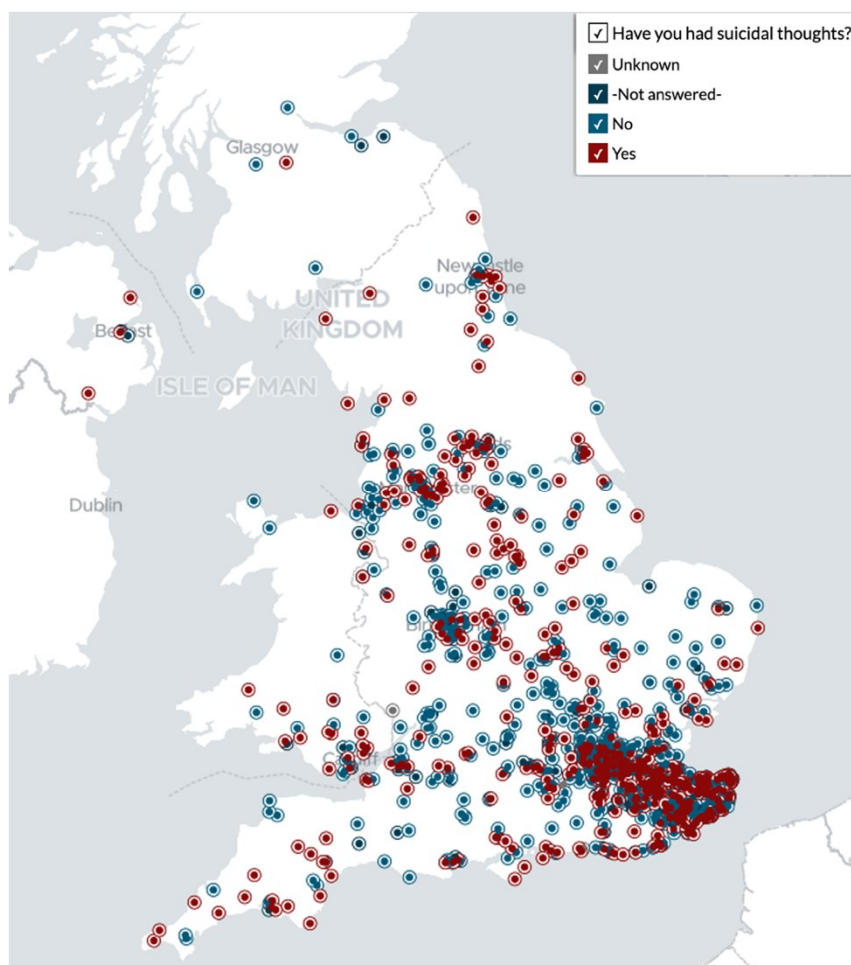 Have you had suicidal thoughts?
Unknown
-Not answered-
No
Yes
Glasgow
Newcastle
upon Tyne
UNITED
KINGDOM
Belfast
ISLE OF MAN
Dublin
Cardiff